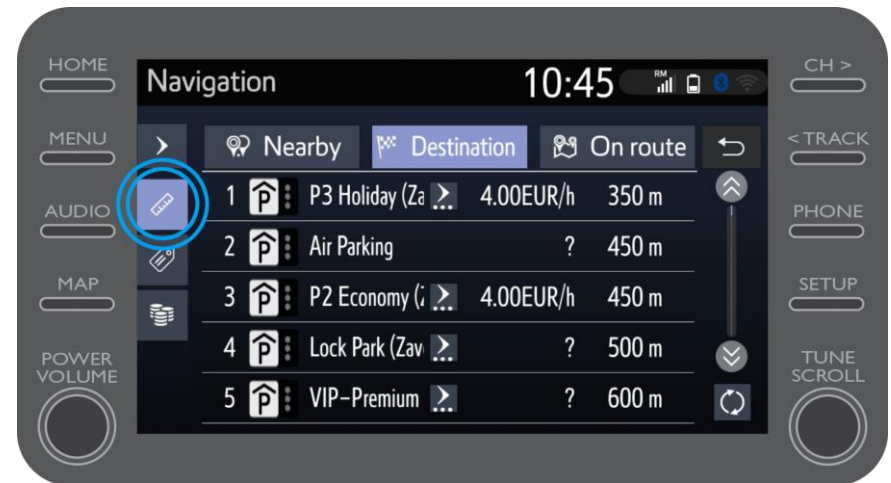 HOME
CH >
Navigation 10:45 RM
MENU
< TRACK
Nearby Destination On route
AUDIO
PHONE
1 P P3 Holiday (Za 4.00EUR/h 350 m
2 P Air Parking ? 450 m
MAP
SETUP
3 P P2 Economy (Z 4.00EUR/h 450 m
4 P Lock Park (Zav ? 500 m
POWER
VOLUME
TUNE
SCROLL
5 P VIP-Premium ? 600 m